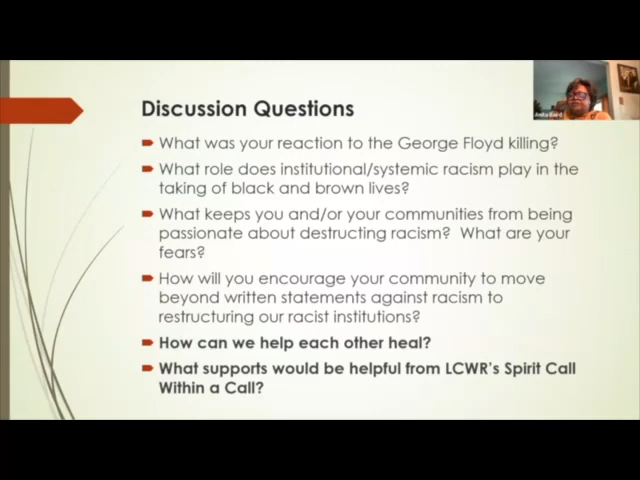 Discussion Questions
What was your reaction to the George Floyd killing?
What role does institutional/systemic racism play in the
taking of black and brown lives?
What keeps you and/or your communities from being
passionate about destructing racism? What are your
fears?
How will you encourage your community to move
beyond written statements against racism to
restructuring our racist institutions?
How can we help each other heal?
What supports would be helpful from LCWR's Spirit Call
Within a Call?
Anita Baird